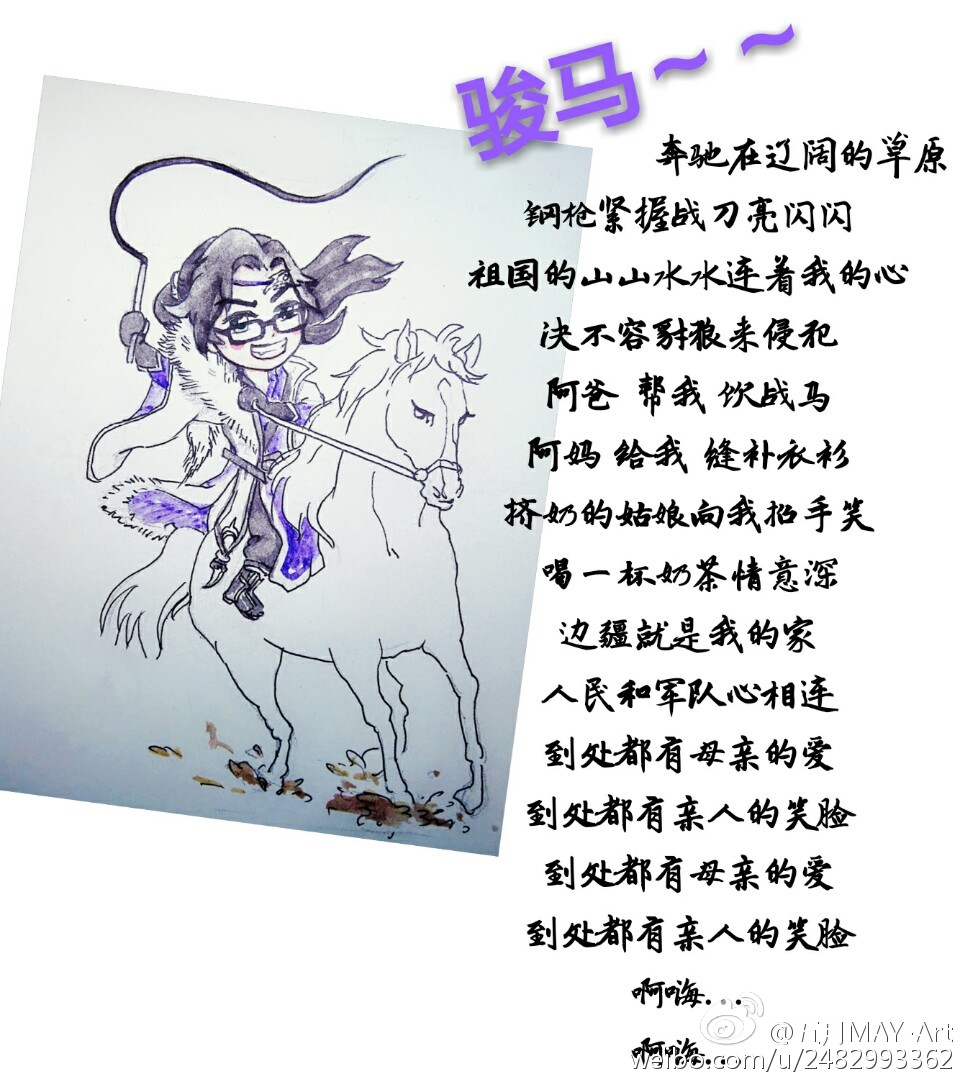 骏马~~
奔驰在辽阔的草原
钢枪紧握战刀亮闪闪
祖国的山山水水连着我的心
决不容豺狼来侵犯
阿爸 帮我 饮战马
阿妈 给我 缝补衣衫
挤奶的姑娘向我招手笑
喝一杯奶茶情意深
边疆就是我的家
人民和军队心相连
到处都有母亲的爱
到处都有亲人的笑脸
到处都有母亲的爱
到处都有亲人的笑脸
啊嗨...
啊嗨...
@九月MAY-Art
weibo.com/u/2482993362